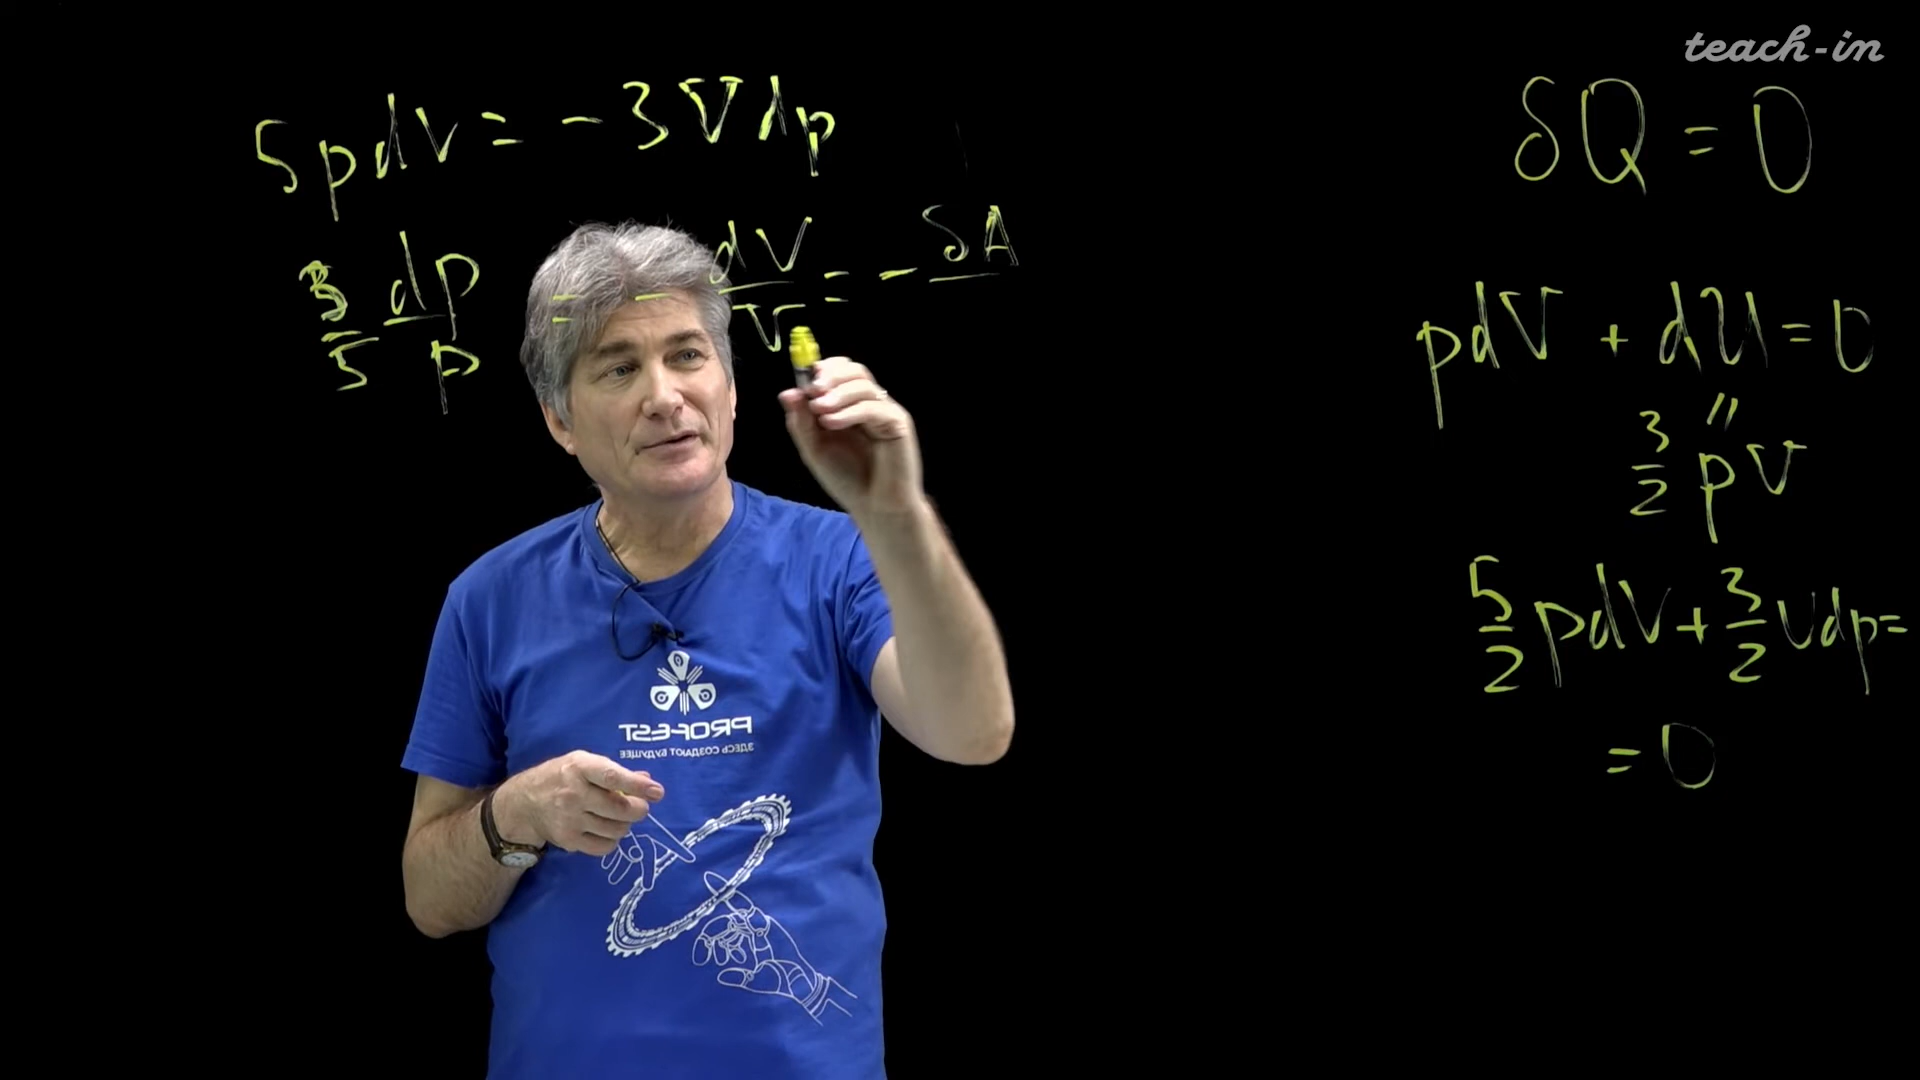 teach-in
5pdV = -3Vdp
3/5 dp/p = - dV/V = - δA
δQ = 0
pdV + dU = 0
"
3/2 pV
5/2 pdV + 3/2 Vdp =
= 0
PROFEST
ЗДЕСЬ СОЗДАЮТ БУДУЩЕЕ